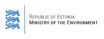 REPUBLIC OF ESTONIA
MINISTRY OF THE ENVIRONMENT